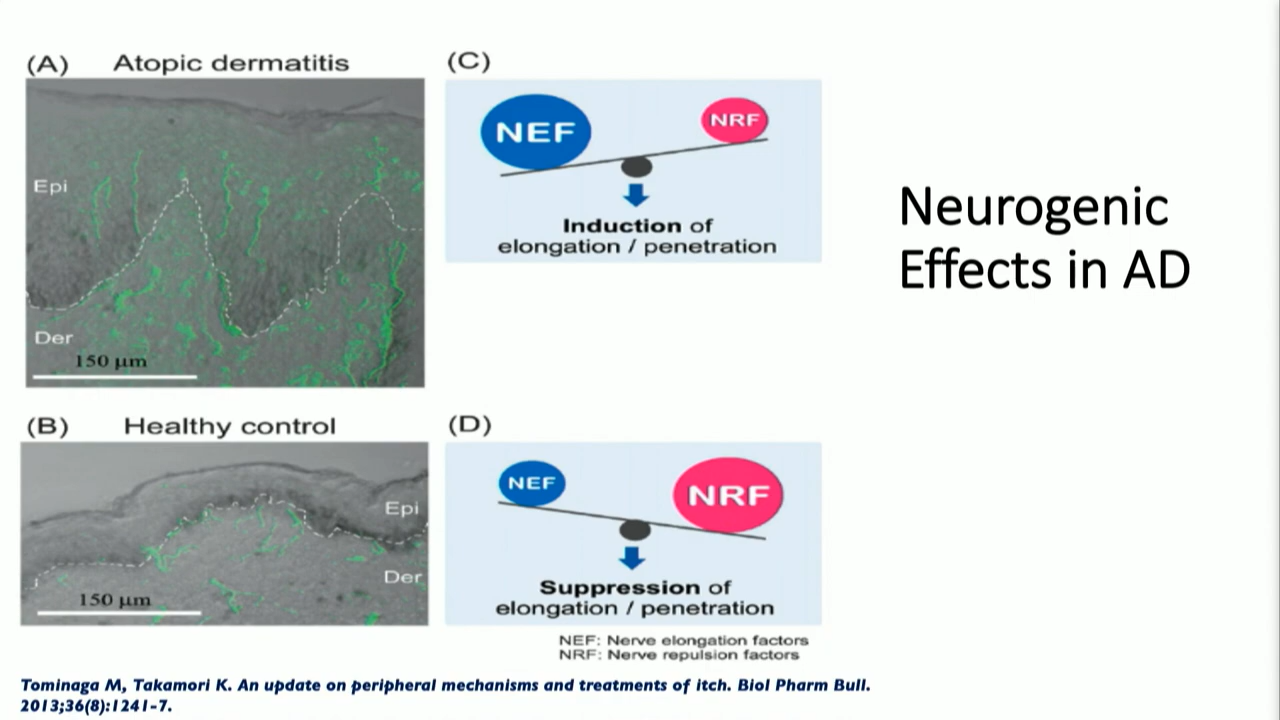 (A) Atopic dermatitis
Epi
Der
150 µm
(B) Healthy control
Epi
Der
150 µm
(C)
NEF
NRF
Induction of
elongation / penetration
(D)
NEF
NRF
Suppression of
elongation / penetration
NEF: Nerve elongation factors
NRF: Nerve repulsion factors
Neurogenic
Effects in AD
Tominaga M, Takamori K. An update on peripheral mechanisms and treatments of itch. Biol Pharm Bull.
2013;36(8):1241-7.